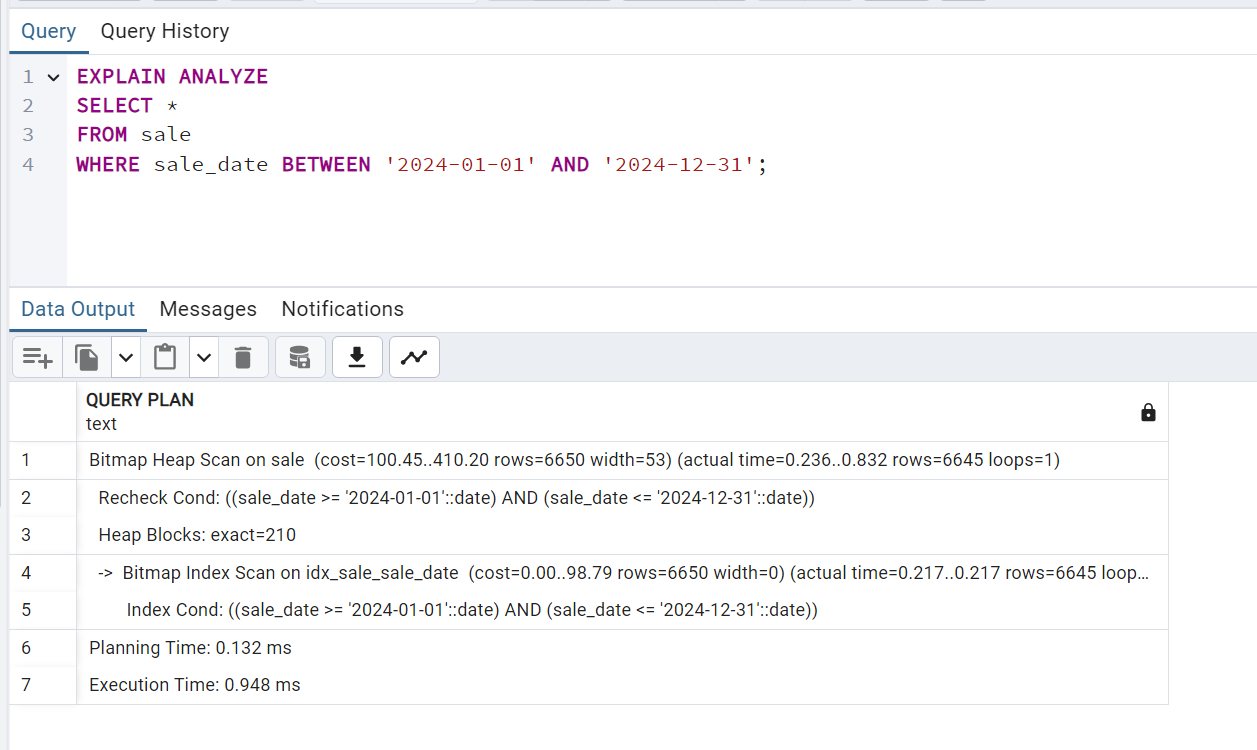 Query Query History
1 EXPLAIN ANALYZE
2 SELECT *
3 FROM sale
4 WHERE sale_date BETWEEN '2024-01-01' AND '2024-12-31';
Data Output Messages Notifications
QUERY PLAN
text
1 Bitmap Heap Scan on sale (cost=100.45..410.20 rows=6650 width=53) (actual time=0.236..0.832 rows=6645 loops=1)
2 Recheck Cond: ((sale_date >= '2024-01-01'::date) AND (sale_date <= '2024-12-31'::date))
3 Heap Blocks: exact=210
4 -> Bitmap Index Scan on idx_sale_sale_date (cost=0.00..98.79 rows=6650 width=0) (actual time=0.217..0.217 rows=6645 loop...
5 Index Cond: ((sale_date >= '2024-01-01'::date) AND (sale_date <= '2024-12-31'::date))
6 Planning Time: 0.132 ms
7 Execution Time: 0.948 ms